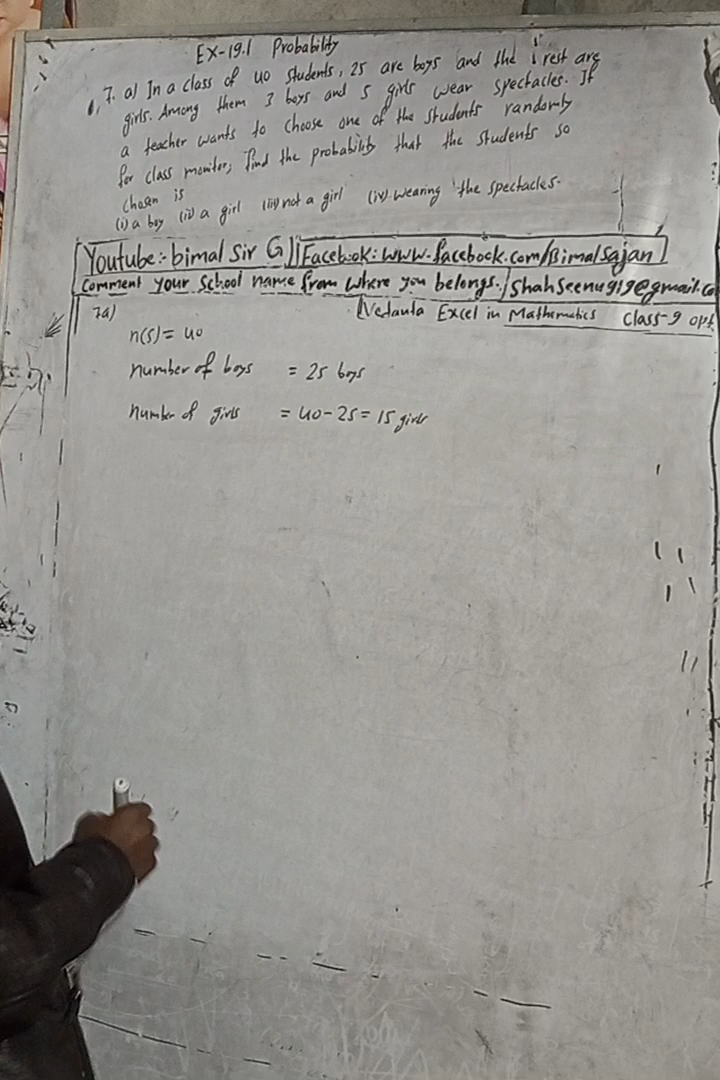 EX-19.1 Probability
7. a) In a class of 40 students, 25 are boys and the rest are
girls. Among them 3 boys and 5 girls wear spectacles. If
a teacher wants to choose one of the students randomly
for class monitor, find the probability that the students so
chosen is
(i) a boy (ii) a girl (iii) not a girl (iv) wearing the spectacles.
Youtube:- bimal Sir G || Facebook: www.facebook.com/Bimalsajan
Comment your School name from where you belongs. / Shahseenu919@gmail.co
Vedanta Excel in Mathematics Class-9 opt
7a)
n(s) = 40
number of boys = 25 boys
number of girls = 40-25 = 15 girls